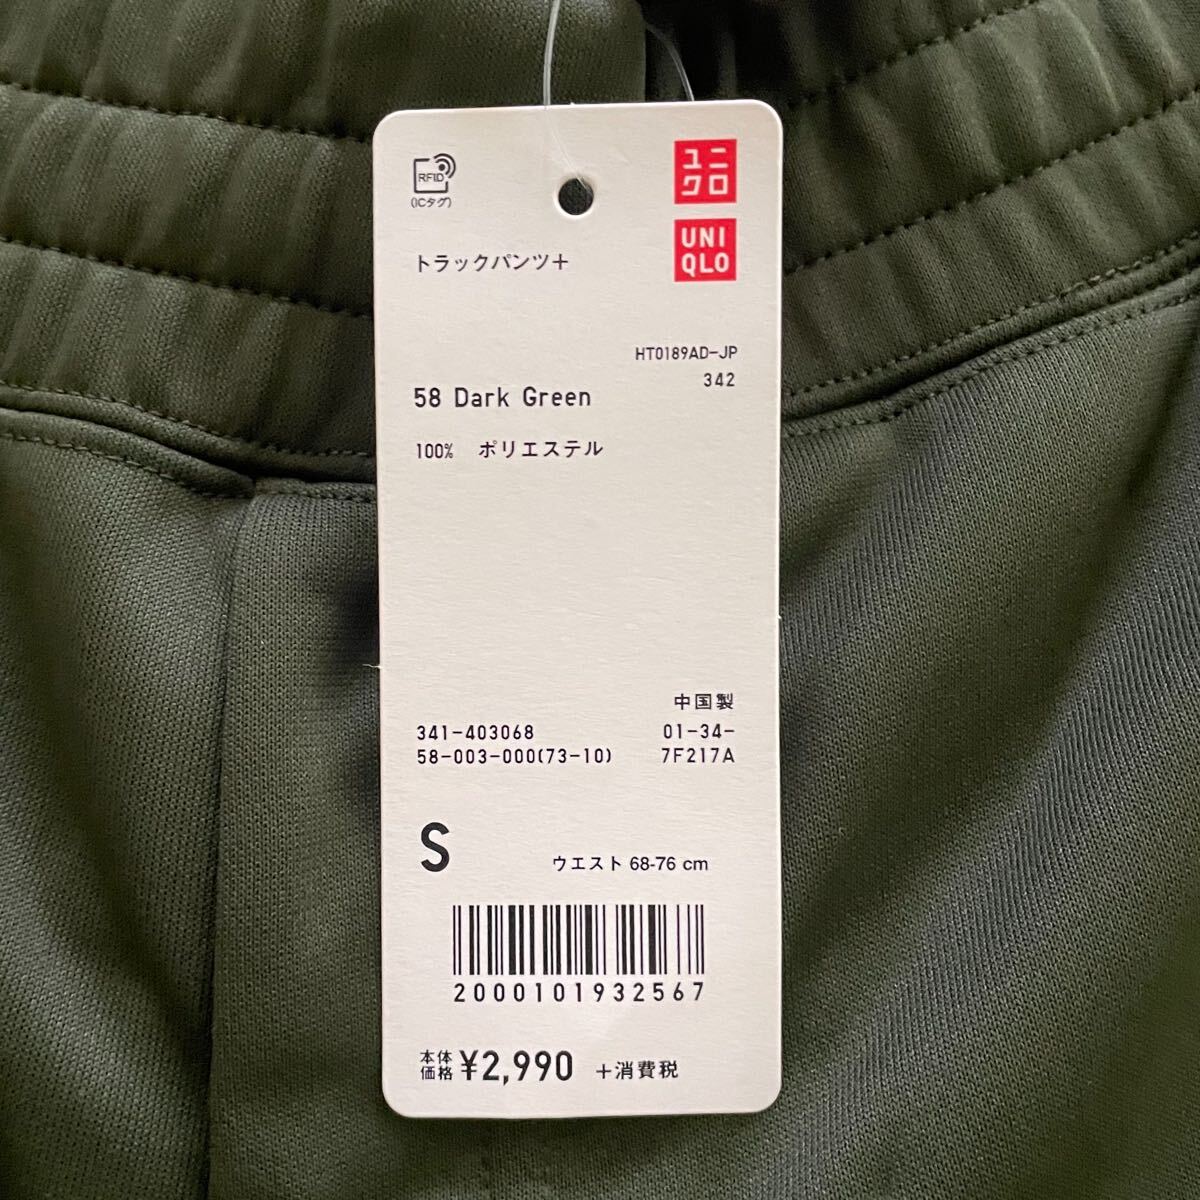 RFID
(ICタグ)
ユニ
クロ
UNI
QLO
トラックパンツ+
HT0189AD-JP
342
58 Dark Green
100% ポリエステル
中国製
341-403068 01-34-
58-003-000(73-10) 7F217A
S ウエスト 68-76 cm
2000101932567
本体
価格 ¥2,990 +消費税